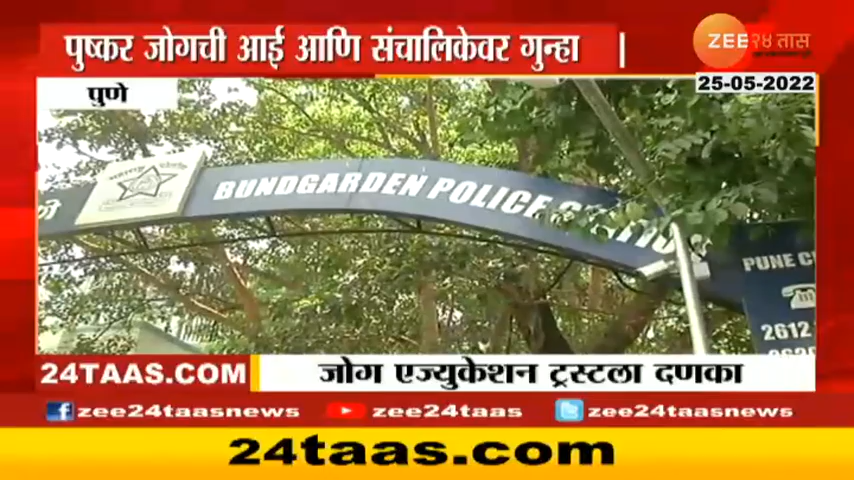 पुष्कर जोगची आई आणि संचालिकेवर गुन्हा
ZEE २४ तास
25-05-2022
पुणे
BUNDGARDEN POLICE
PUNE
2612
24TAAS.COM
जोग एज्युकेशन ट्रस्टला दणका
zee24taasnews
zee24taas
zee24taasnews
24taas.com